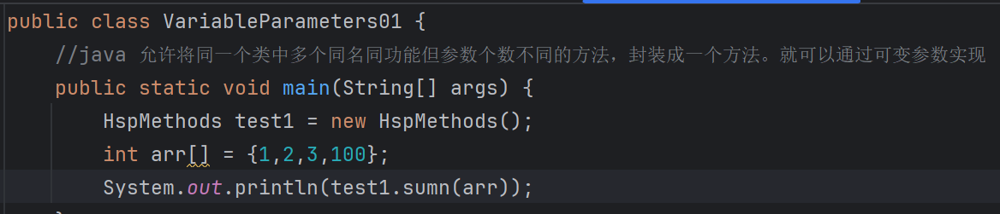 public class VariableParameters01 {
//java 允许将同一个类中多个同名同功能但参数个数不同的方法，封装成一个方法。就可以通过可变参数实现
public static void main(String[] args) {
HspMethods test1 = new HspMethods();
int arr[] = {1,2,3,100};
System.out.println(test1.sumn(arr));
}